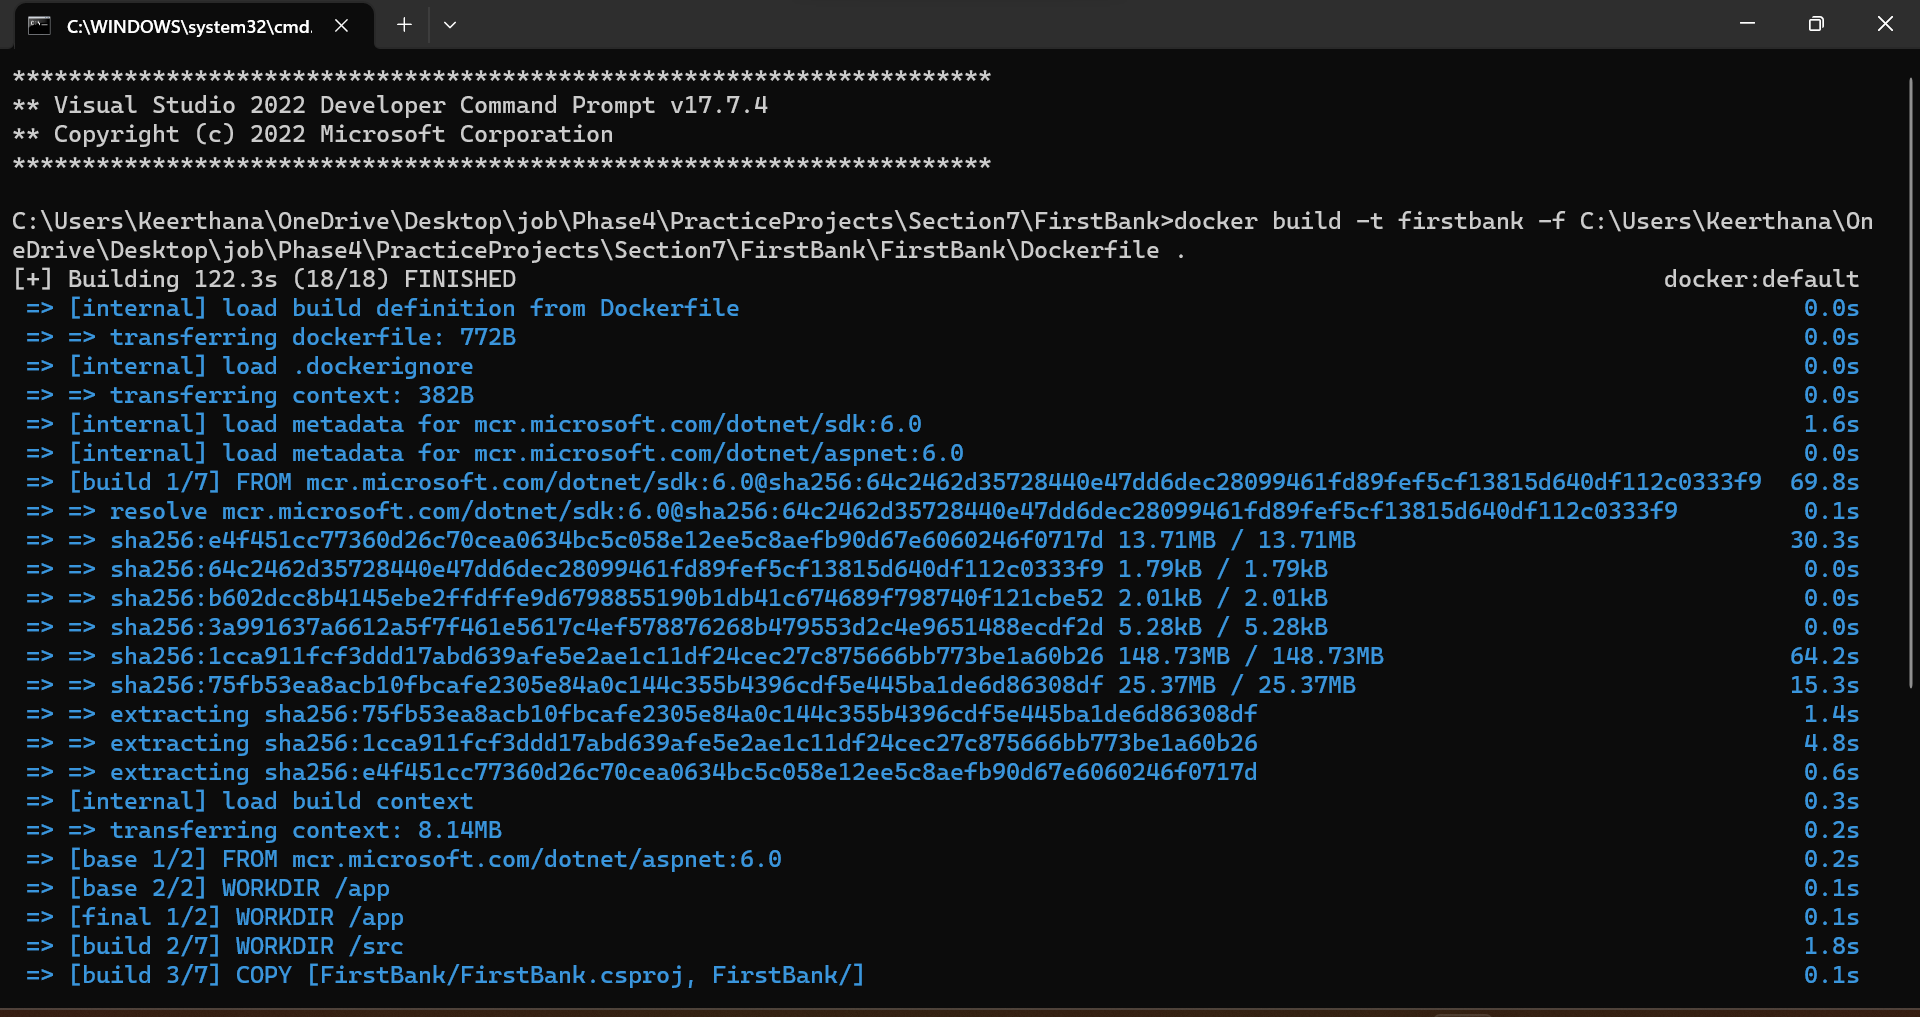 C:\WINDOWS\system32\cmd.
**********************************************************************
** Visual Studio 2022 Developer Command Prompt v17.7.4
** Copyright (c) 2022 Microsoft Corporation
**********************************************************************
C:\Users\Keerthana\OneDrive\Desktop\job\Phase4\PracticeProjects\Section7\FirstBank>docker build -t firstbank -f C:\Users\Keerthana\On
eDrive\Desktop\job\Phase4\PracticeProjects\Section7\FirstBank\FirstBank\Dockerfile .
[+] Building 122.3s (18/18) FINISHED docker:default
=> [internal] load build definition from Dockerfile 0.0s
=> => transferring dockerfile: 772B 0.0s
=> [internal] load .dockerignore 0.0s
=> => transferring context: 382B 0.0s
=> [internal] load metadata for mcr.microsoft.com/dotnet/sdk:6.0 1.6s
=> [internal] load metadata for mcr.microsoft.com/dotnet/aspnet:6.0 0.0s
=> [build 1/7] FROM mcr.microsoft.com/dotnet/sdk:6.0@sha256:64c2462d35728440e47dd6dec28099461fd89fef5cf13815d640df112c0333f9 69.8s
=> => resolve mcr.microsoft.com/dotnet/sdk:6.0@sha256:64c2462d35728440e47dd6dec28099461fd89fef5cf13815d640df112c0333f9 0.1s
=> => sha256:e4f451cc77360d26c70cea0634bc5c058e12ee5c8aefb90d67e6060246f0717d 13.71MB / 13.71MB 30.3s
=> => sha256:64c2462d35728440e47dd6dec28099461fd89fef5cf13815d640df112c0333f9 1.79kB / 1.79kB 0.0s
=> => sha256:b602dcc8b4145ebe2ffdffe9d6798855190b1db41c674689f798740f121cbe52 2.01kB / 2.01kB 0.0s
=> => sha256:3a991637a6612a5f7f461e5617c4ef578876268b479553d2c4e9651488ecdf2d 5.28kB / 5.28kB 0.0s
=> => sha256:1cca911fcf3ddd17abd639afe5e2ae1c11df24cec27c875666bb773be1a60b26 148.73MB / 148.73MB 64.2s
=> => sha256:75fb53ea8acb10fbcafe2305e84a0c144c355b4396cdf5e445ba1de6d86308df 25.37MB / 25.37MB 15.3s
=> => extracting sha256:75fb53ea8acb10fbcafe2305e84a0c144c355b4396cdf5e445ba1de6d86308df 1.4s
=> => extracting sha256:1cca911fcf3ddd17abd639afe5e2ae1c11df24cec27c875666bb773be1a60b26 4.8s
=> => extracting sha256:e4f451cc77360d26c70cea0634bc5c058e12ee5c8aefb90d67e6060246f0717d 0.6s
=> [internal] load build context 0.3s
=> => transferring context: 8.14MB 0.2s
=> [base 1/2] FROM mcr.microsoft.com/dotnet/aspnet:6.0 0.2s
=> [base 2/2] WORKDIR /app 0.1s
=> [final 1/2] WORKDIR /app 0.1s
=> [build 2/7] WORKDIR /src 1.8s
=> [build 3/7] COPY [FirstBank/FirstBank.csproj, FirstBank/] 0.1s